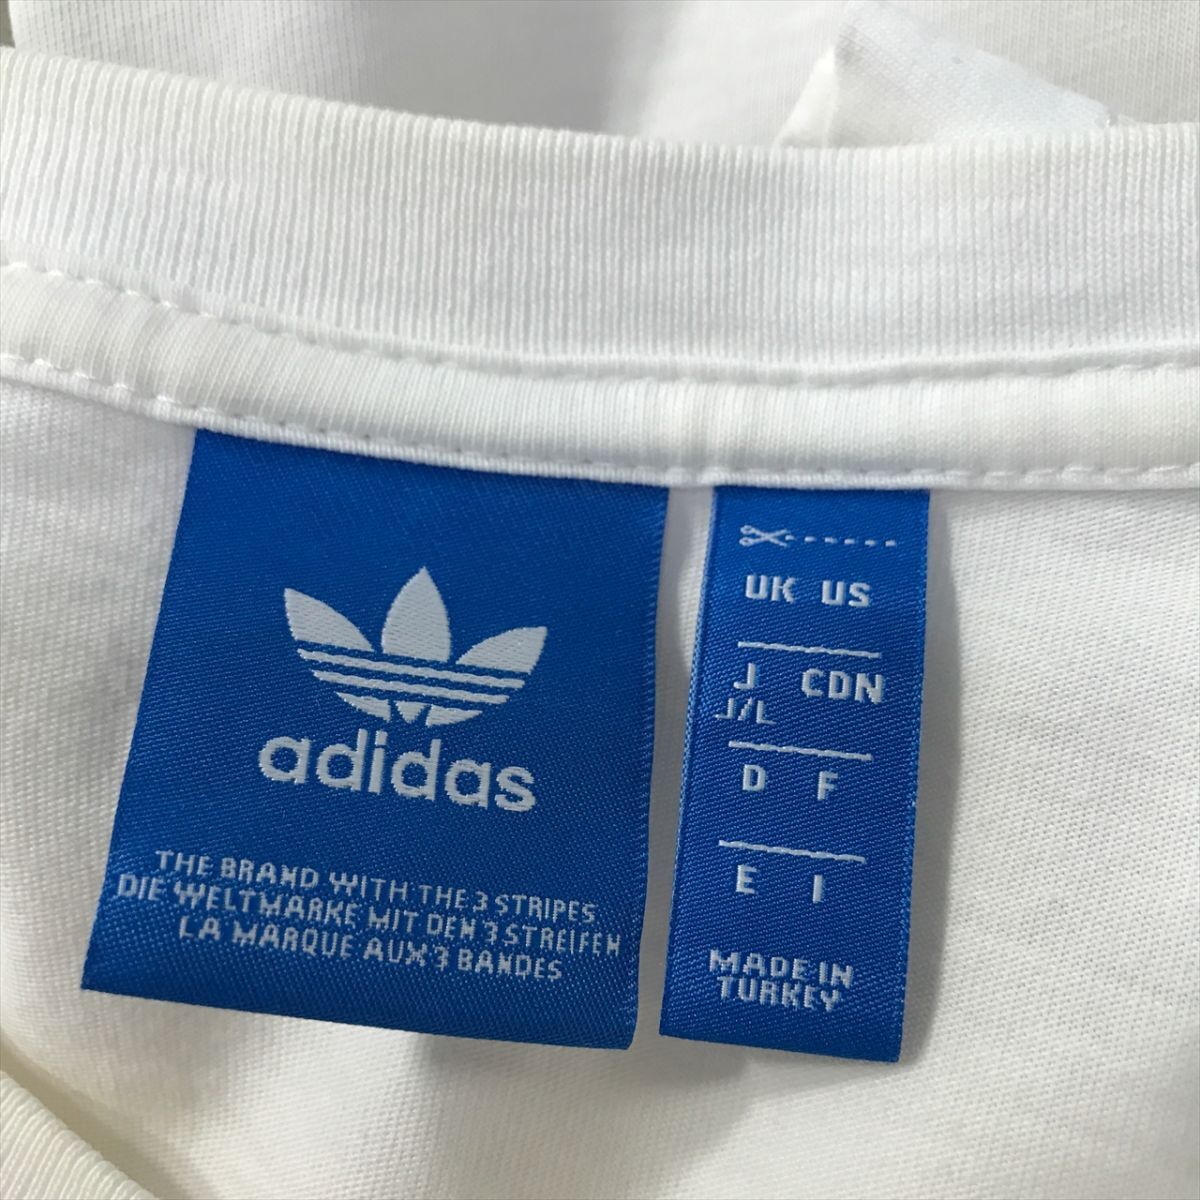 adidas
THE BRAND WITH THE 3 STRIPES
DIE WELTMARKE MIT DEN 3 STREIFEN
LA MARQUE AUX 3 BANDES
UK US
J CDN
J/L
D F
E I
MADE IN
TURKEY